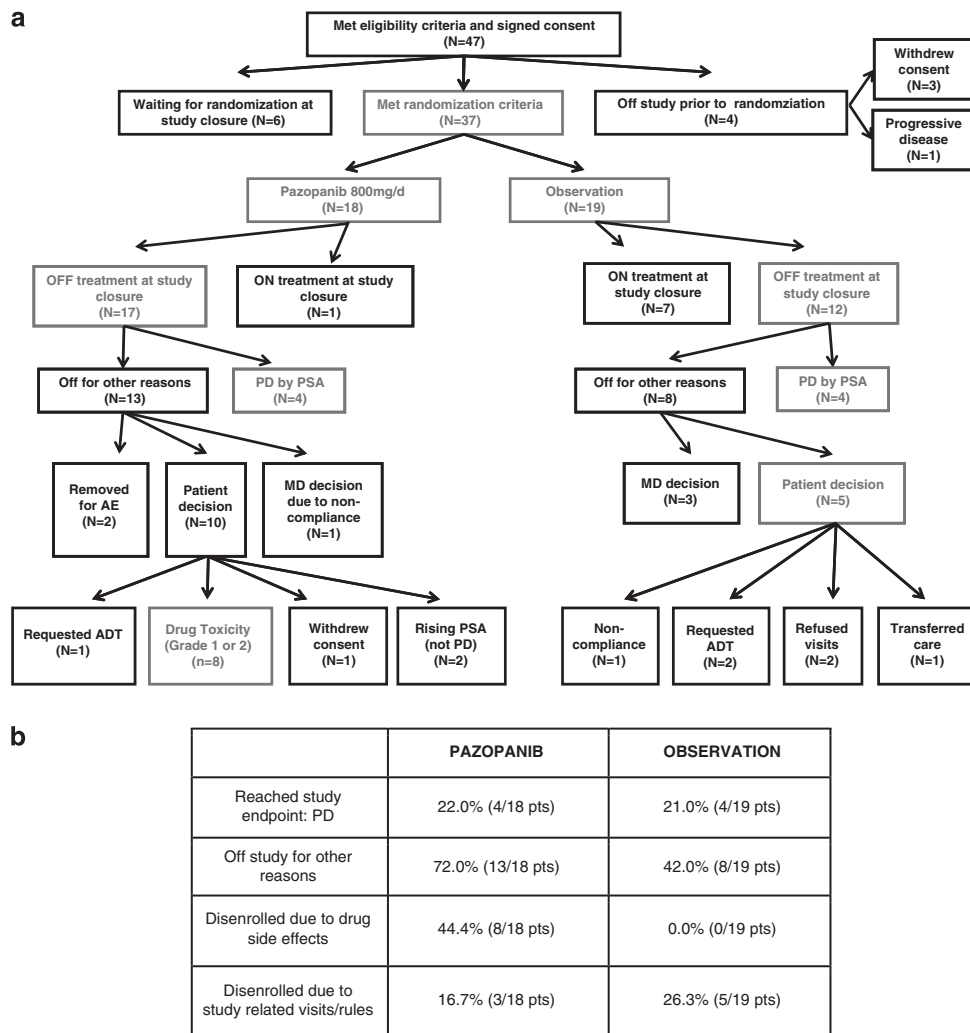 a
Met eligibility criteria and signed consent
(N=47)
Withdrew
consent
(N=3)
Waiting for randomization at
study closure (N=6)
Met randomization criteria
(N=37)
Off study prior to  randomziation
(N=4)
Progressive
disease
(N=1)
Pazopanib 800mg/d
(N=18)
Observation
(N=19)
OFF treatment at study
closure
(N=17)
ON treatment at study
closure
(N=1)
ON treatment at
study closure
(N=7)
OFF treatment at
study closure
(N=12)
Off for other reasons
(N=13)
PD by PSA
(N=4)
Off for other reasons
(N=8)
PD by PSA
(N=4)
Removed
for AE
(N=2)
Patient
decision
(N=10)
MD decision
due to non-
compliance
(N=1)
MD decision
(N=3)
Patient decision
(N=5)
Requested ADT
(N=1)
Drug Toxicity
(Grade 1 or 2)
n=8)
Withdrew
consent
(N=1)
Rising PSA
(not PD)
(N=2)
Non-
compliance
(N=1)
Requested
ADT
(N=2)
Refused
visits
(N=2)
Transferred
care
(N=1)
b
PAZOPANIB
OBSERVATION
Reached study
endpoint: PD
22.0% (4/18 pts)
21.0% (4/19 pts)
Off study for other
reasons
72.0% (13/18 pts)
42.0% (8/19 pts)
Disenrolled due to drug
side effects
44.4% (8/18 pts)
0.0% (0/19 pts)
Disenrolled due to
study related visits/rules
16.7% (3/18 pts)
26.3% (5/19 pts)